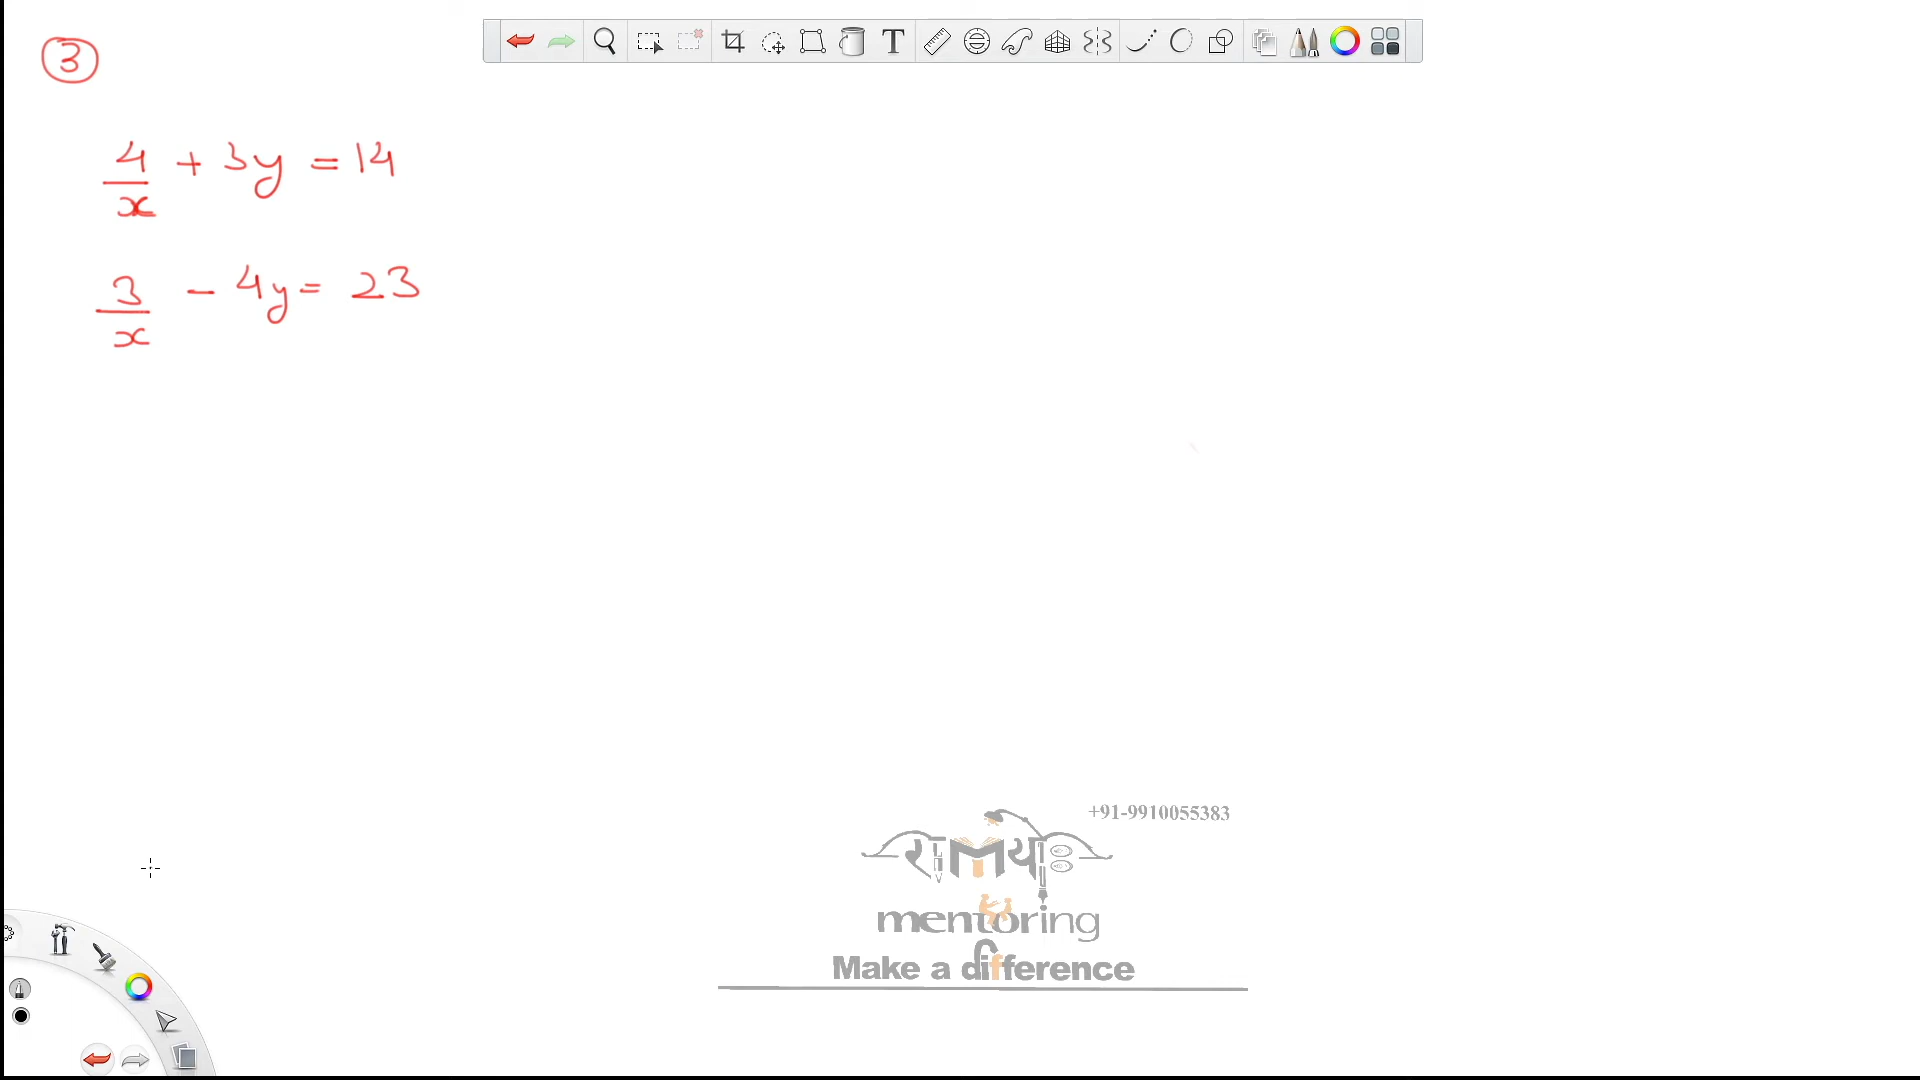 3
4/x + 3y = 14
3/x - 4y = 23
+91-9910055383
रामया
mentoring
Make a difference